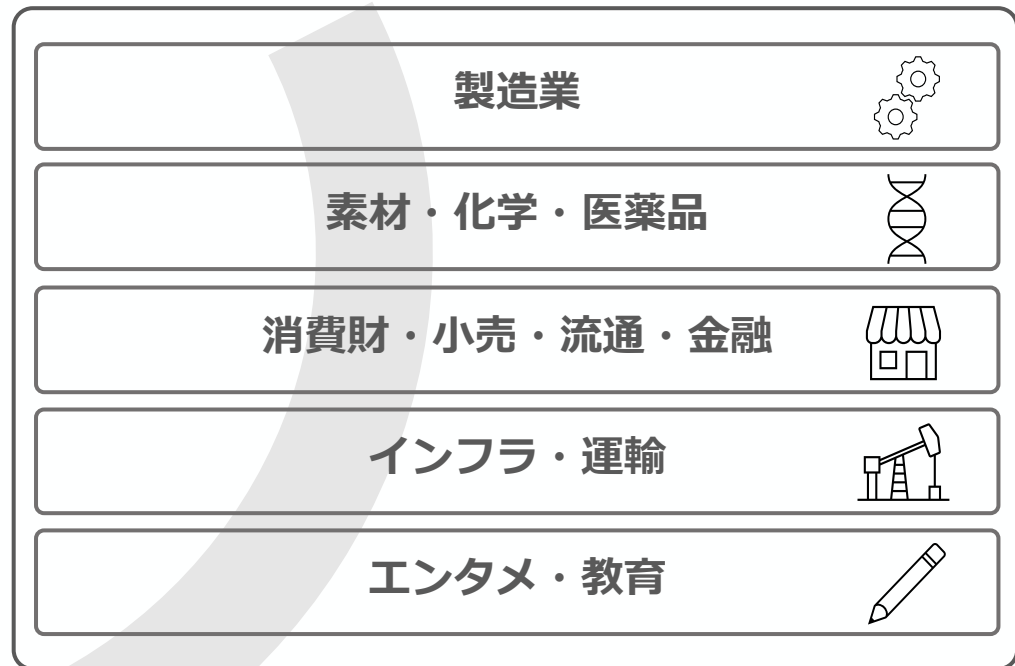 製造業
素材・化学・医薬品
消費財・小売・流通・金融
インフラ・運輸
エンタメ・教育